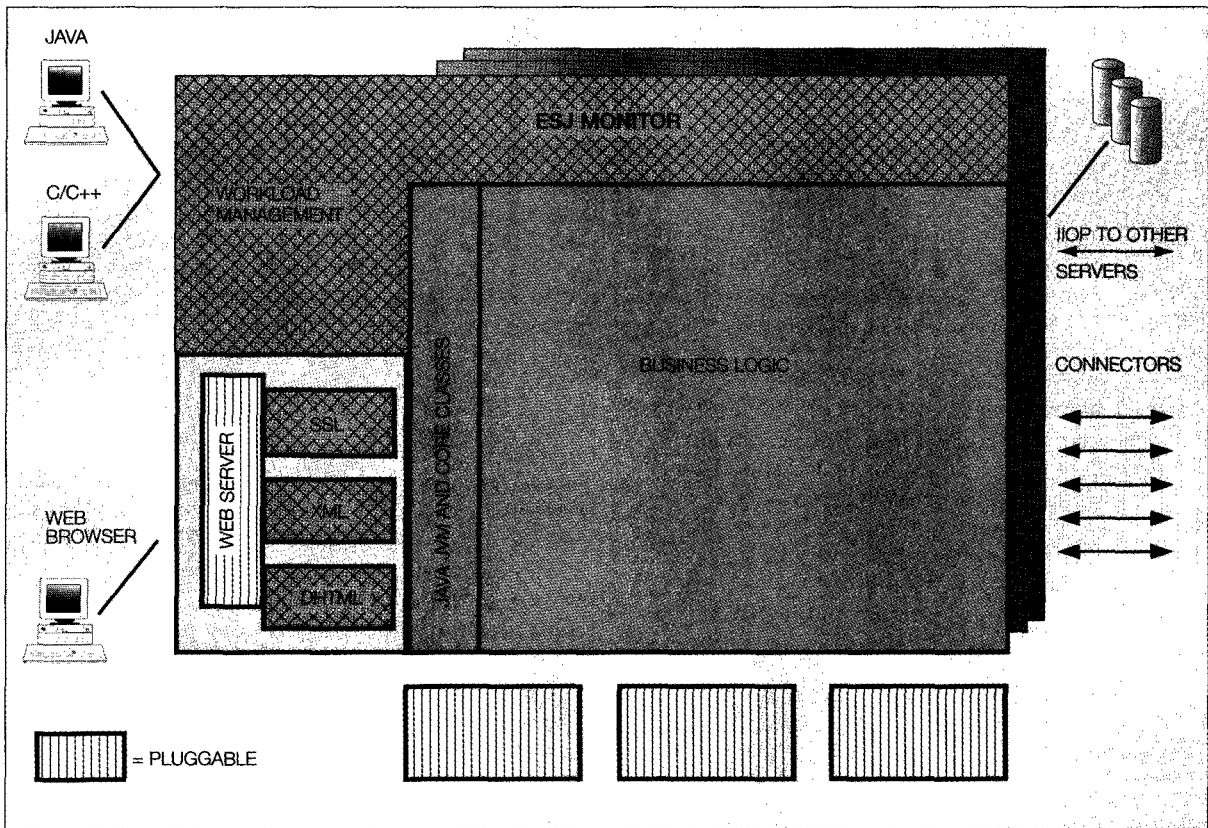 JAVA
C/C++
WEB
BROWSER
ESJ MONITOR
WORKLOAD
MANAGEMENT
WEB SERVER
SSL
XML
DHTML
JAVA JVM AND CORE CLASSES
BUSINESS LOGIC
IIOP TO OTHER
SERVERS
CONNECTORS
= PLUGGABLE